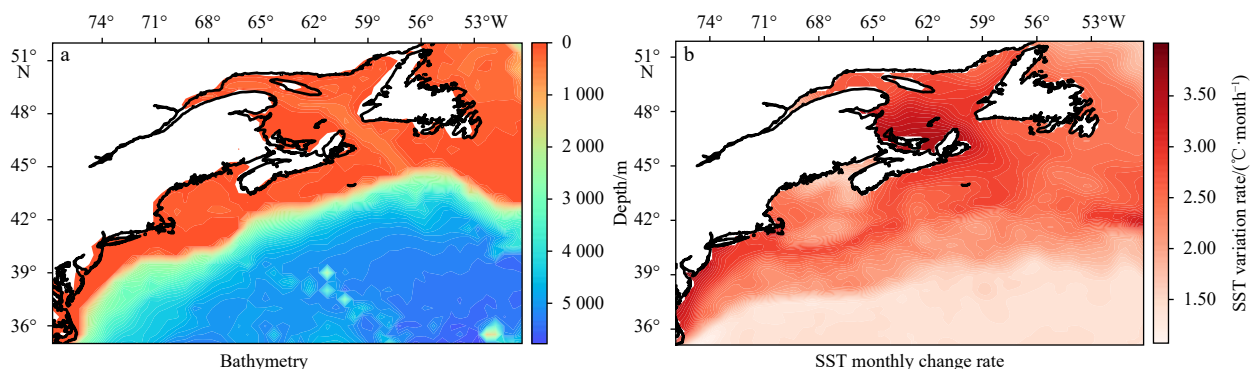 74° 71° 68° 65° 62° 59° 56° 53°W
a
51°
N
48°
45°
42°
39°
36°
0
1 000
2 000
3 000
4 000
5 000
Depth/m
Bathymetry
74° 71° 68° 65° 62° 59° 56° 53°W
b
51°
N
48°
45°
42°
39°
36°
3.50
3.00
2.50
2.00
1.50
SST variation rate/(℃·month⁻¹)
SST monthly change rate